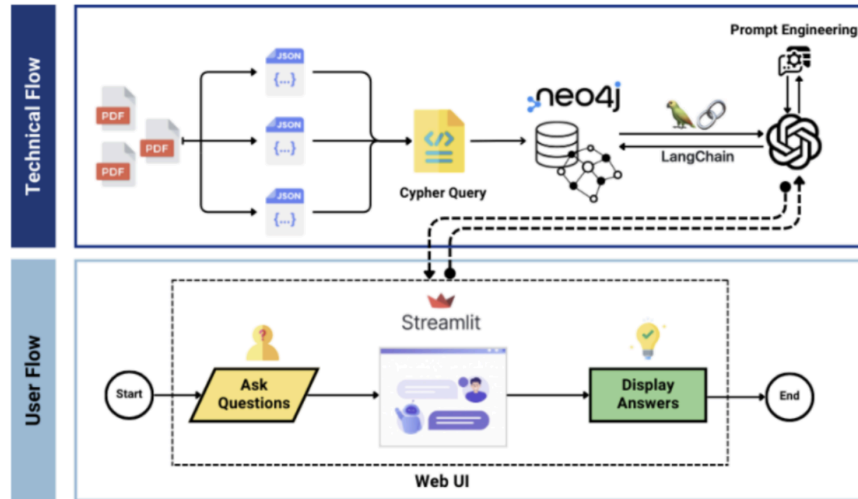 Technical Flow
PDF
PDF
PDF
JSON
{...}
JSON
{...}
JSON
{...}
</>
Cypher Query
neo4j
LangChain
Prompt Engineering
User Flow
Start
?
Ask
Questions
Streamlit
Display
Answers
End
Web UI